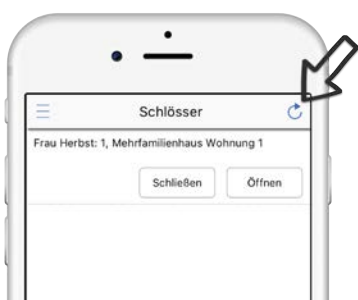 Schlösser
Frau Herbst: 1, Mehrfamilienhaus Wohnung 1
Schließen Öffnen